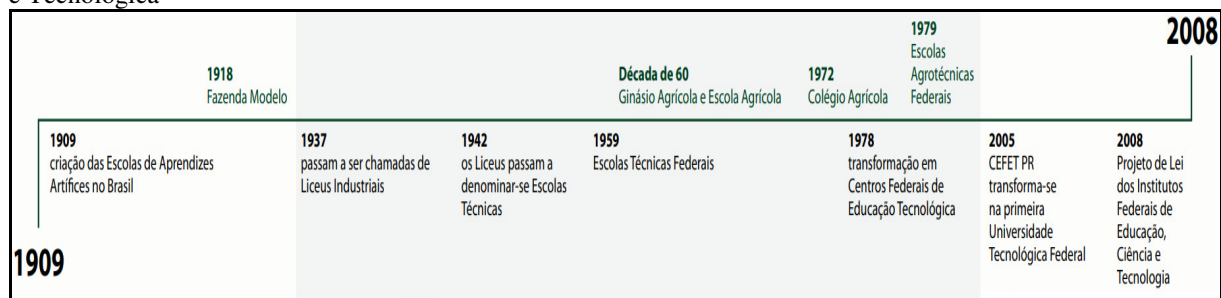 e Tecnológica
2008
1979
Escolas
Agrotécnicas
Federais
1918
Fazenda Modelo
Década de 60
Ginásio Agrícola e Escola Agrícola
1972
Colégio Agrícola
1909
criação das Escolas de Aprendizes
Artífices no Brasil
1937
passam a ser chamadas de
Liceus Industriais
1942
os Liceus passam a
denominar-se Escolas
Técnicas
1959
Escolas Técnicas Federais
1978
transformação em
Centros Federais de
Educação Tecnológica
2005
CEFET PR
transforma-se
na primeira
Universidade
Tecnológica Federal
2008
Projeto de Lei
dos Institutos
Federais de
Educação,
Ciência e
Tecnologia
1909